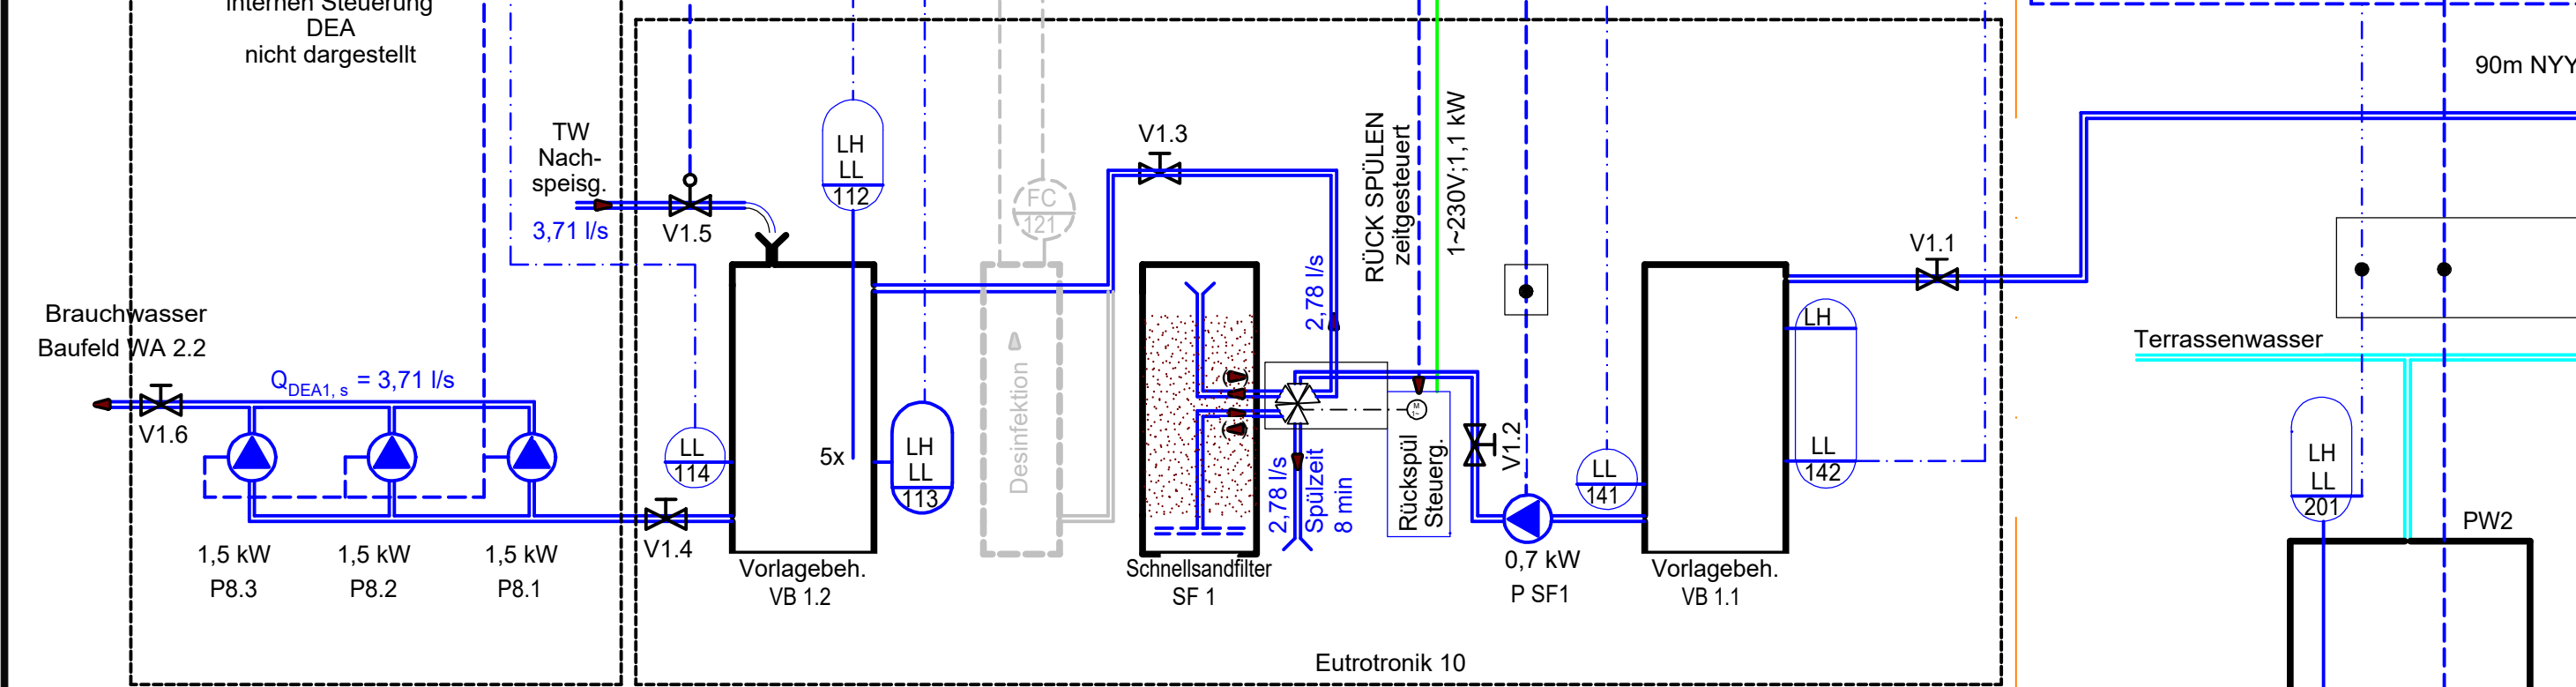 internen Steuerung
DEA
nicht dargestellt
90m NYY
TW
Nach-
speisg.
3,71 l/s
V1.5
LH
LL
112
FC
121
V1.3
RÜCK SPÜLEN
zeitgesteuert
1~230V;1,1 kW
V1.1
Brauchwasser
Baufeld WA 2.2
QDEA1, s = 3,71 l/s
V1.6
LL
114
5x
LH
LL
113
Desinfektion
2,78 l/s
2,78 l/s
Spülzeit
8 min
M
1~
Rückspül
Steuerg.
V1.2
LL
141
LH
LL
142
Terrassenwasser
LH
LL
201
PW2
V1.4
1,5 kW
P8.3
1,5 kW
P8.2
1,5 kW
P8.1
Vorlagebeh.
VB 1.2
Schnellsandfilter
SF 1
0,7 kW
P SF1
Vorlagebeh.
VB 1.1
Eutrotronik 10